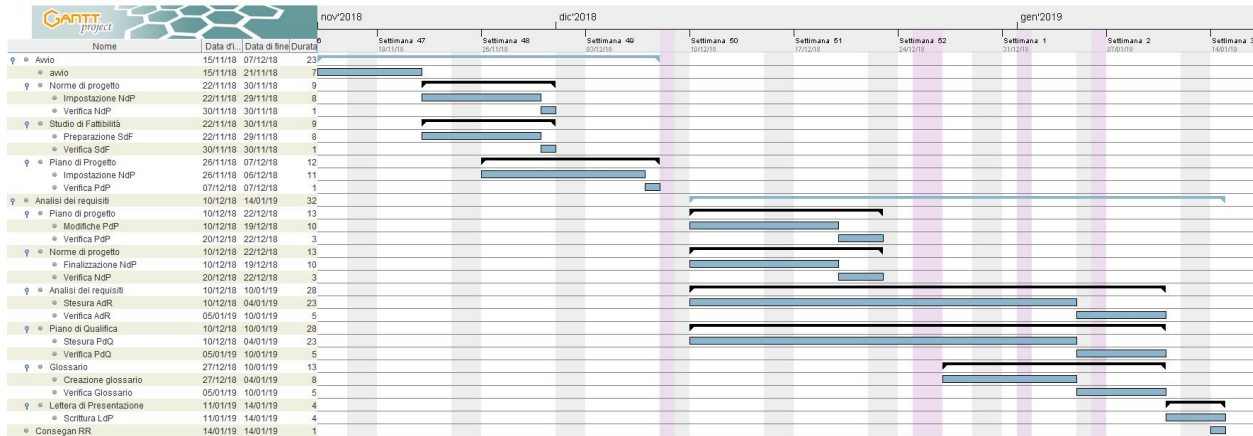 GANTT
project
nov'2018 dic'2018 gen'2019
6 Settimana 47 Settimana 48 Settimana 49 Settimana 50 Settimana 51 Settimana 52 Settimana 1 Settimana 2 Settimana 3
19/11/18 26/11/18 03/12/18 10/12/18 17/12/18 24/12/18 31/12/18 07/01/19 14/01/19
Nome Data d'i... Data di fine Durata
Avvio 15/11/18 07/12/18 23
avvio 15/11/18 21/11/18 7
Norme di progetto 22/11/18 30/11/18 9
Impostazione NdP 22/11/18 29/11/18 8
Verifica NdP 30/11/18 30/11/18 1
Studio di Fattibilità 22/11/18 30/11/18 9
Preparazione SdF 22/11/18 29/11/18 8
Verifica SdF 30/11/18 30/11/18 1
Piano di Progetto 26/11/18 07/12/18 12
Impostazione NdP 26/11/18 06/12/18 11
Verifica PdP 07/12/18 07/12/18 1
Analisi dei requisiti 10/12/18 14/01/19 32
Piano di progetto 10/12/18 22/12/18 13
Modifiche PdP 10/12/18 19/12/18 10
Verifica PdP 20/12/18 22/12/18 3
Norme di progetto 10/12/18 22/12/18 13
Finalizzazione NdP 10/12/18 19/12/18 10
Verifica NdP 20/12/18 22/12/18 3
Analisi dei requisiti 10/12/18 10/01/19 28
Stesura AdR 10/12/18 04/01/19 23
Verifica AdR 05/01/19 10/01/19 5
Piano di Qualifica 10/12/18 10/01/19 28
Stesura PdQ 10/12/18 04/01/19 23
Verifica PdQ 05/01/19 10/01/19 5
Glossario 27/12/18 10/01/19 13
Creazione glossario 27/12/18 04/01/19 8
Verifica Glossario 05/01/19 10/01/19 5
Lettera di Presentazione 11/01/19 14/01/19 4
Scrittura LdP 11/01/19 14/01/19 4
Consegan RR 14/01/19 14/01/19 1